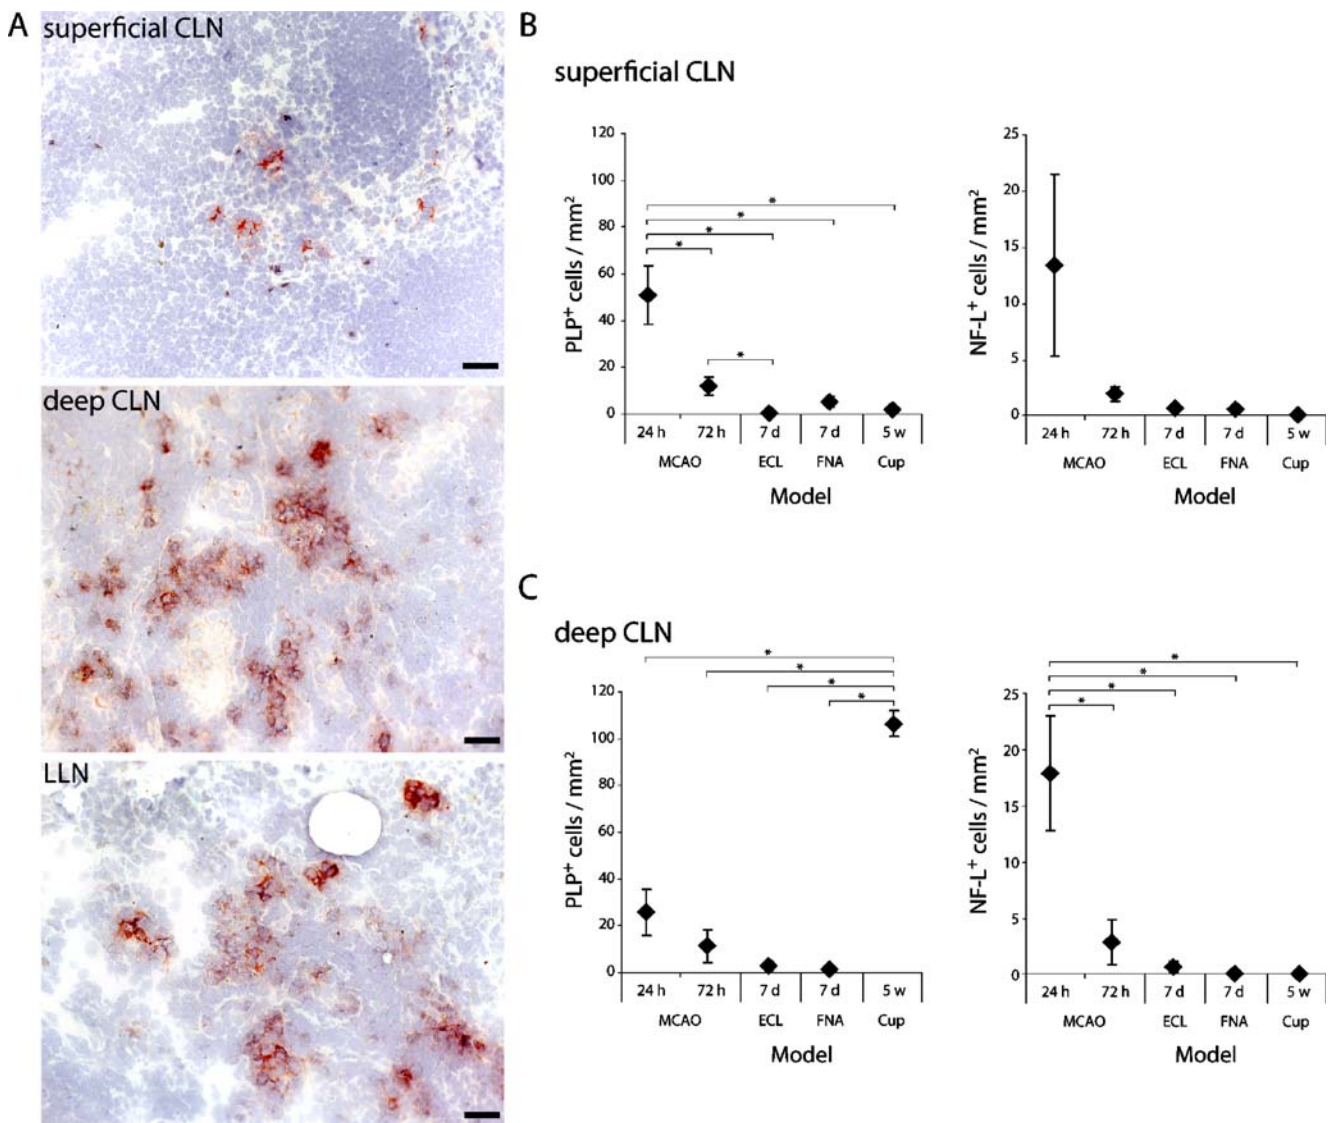 A
superficial CLN
deep CLN
LLN
B
superficial CLN
PLP+ cells / mm2
120
100
80
60
40
20
0
* 
*
*
*
*
24 h 72 h 7 d 7 d 5 w
MCAO ECL FNA Cup
Model
NF-L+ cells / mm2
25
20
15
10
5
0
24 h 72 h 7 d 7 d 5 w
MCAO ECL FNA Cup
Model
C
deep CLN
PLP+ cells / mm2
120
100
80
60
40
20
0
*
*
*
*
24 h 72 h 7 d 7 d 5 w
MCAO ECL FNA Cup
Model
NF-L+ cells / mm2
25
20
15
10
5
0
*
*
*
*
24 h 72 h 7 d 7 d 5 w
MCAO ECL FNA Cup
Model